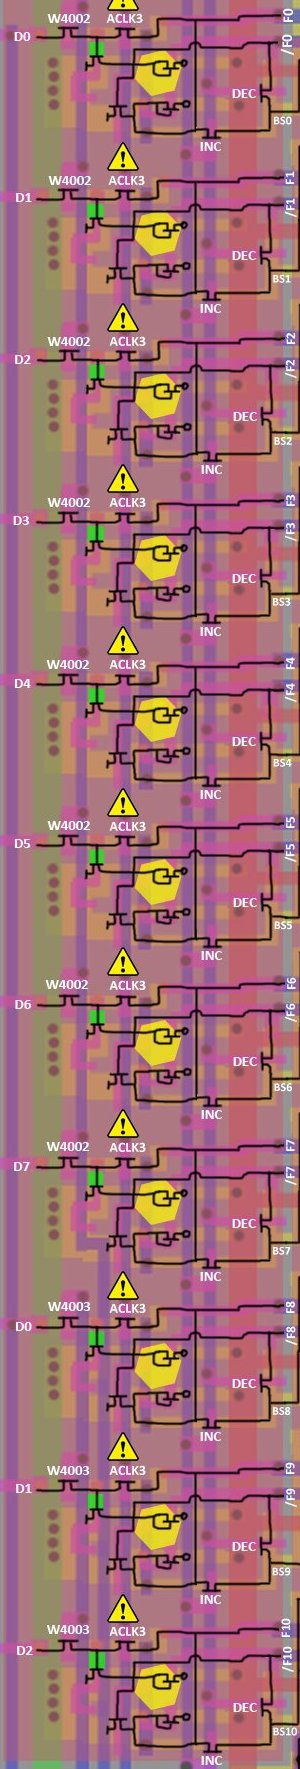 W4002 ACLK3 F0
D0 /F0
DEC
BS0
INC
W4002 ACLK3 F1
D1 /F1
DEC
BS1
INC
W4002 ACLK3 F2
D2 /F2
DEC
BS2
INC
W4002 ACLK3 F3
D3 /F3
DEC
BS3
INC
W4002 ACLK3 F4
D4 /F4
DEC
BS4
INC
W4002 ACLK3 F5
D5 /F5
DEC
BS5
INC
W4002 ACLK3 F6
D6 /F6
DEC
BS6
INC
W4002 ACLK3 F7
D7 /F7
DEC
BS7
INC
W4003 ACLK3 F8
D0 /F8
DEC
BS8
INC
W4003 ACLK3 F9
D1 /F9
DEC
BS9
INC
W4003 ACLK3 F10
D2 /F10
DEC
BS10
INC